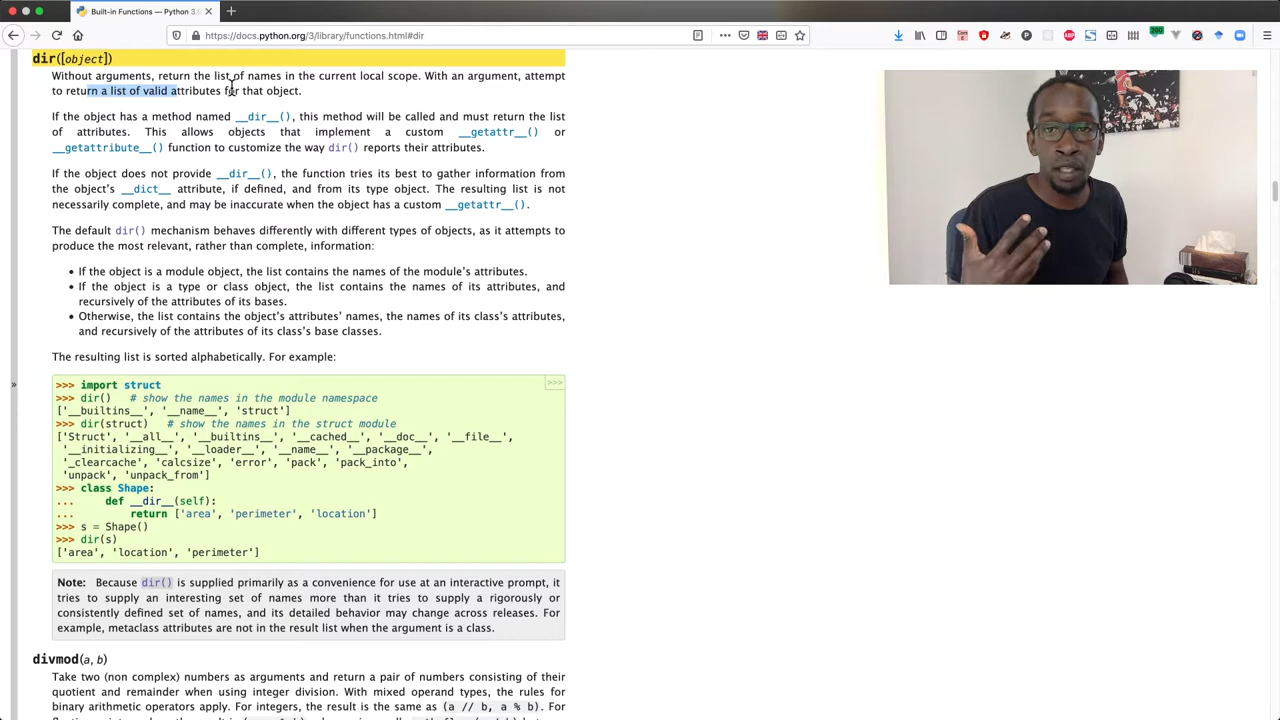 Built-in Functions — Python 3
https://docs.python.org/3/library/functions.html#dir
200
dir([object])
Without arguments, return the list of names in the current local scope. With an argument, attempt
to return a list of valid attributes for that object.
If the object has a method named __dir__(), this method will be called and must return the list
of attributes. This allows objects that implement a custom __getattr__() or
__getattribute__() function to customize the way dir() reports their attributes.
If the object does not provide __dir__(), the function tries its best to gather information from
the object's __dict__ attribute, if defined, and from its type object. The resulting list is not
necessarily complete, and may be inaccurate when the object has a custom __getattr__().
The default dir() mechanism behaves differently with different types of objects, as it attempts to
produce the most relevant, rather than complete, information:
• If the object is a module object, the list contains the names of the module's attributes.
• If the object is a type or class object, the list contains the names of its attributes, and
recursively of the attributes of its bases.
• Otherwise, the list contains the object's attributes' names, the names of its class's attributes,
and recursively of the attributes of its class's base classes.
The resulting list is sorted alphabetically. For example:
>>>
>>> import struct
>>> dir()   # show the names in the module namespace
['__builtins__', '__name__', 'struct']
>>> dir(struct)   # show the names in the struct module
['Struct', '__all__', '__builtins__', '__cached__', '__doc__', '__file__',
'__initializing__', '__loader__', '__name__', '__package__',
'_clearcache', 'calcsize', 'error', 'pack', 'pack_into',
'unpack', 'unpack_from']
>>> class Shape:
...     def __dir__(self):
...         return ['area', 'perimeter', 'location']
>>> s = Shape()
>>> dir(s)
['area', 'location', 'perimeter']
Note: Because dir() is supplied primarily as a convenience for use at an interactive prompt, it
tries to supply an interesting set of names more than it tries to supply a rigorously or
consistently defined set of names, and its detailed behavior may change across releases. For
example, metaclass attributes are not in the result list when the argument is a class.
divmod(a, b)
Take two (non complex) numbers as arguments and return a pair of numbers consisting of their
quotient and remainder when using integer division. With mixed operand types, the rules for
binary arithmetic operators apply. For integers, the result is the same as (a // b, a % b). For